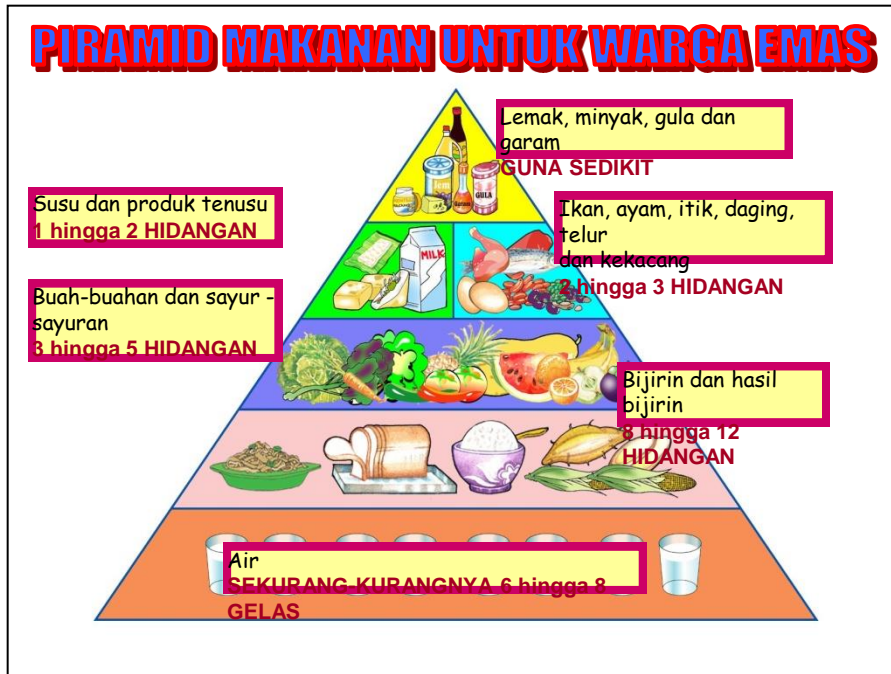 PIRAMID MAKANAN UNTUK WARGA EMAS
Lemak, minyak, gula dan
garam
GUNA SEDIKIT
GULA
Susu dan produk tenusu
1 hingga 2 HIDANGAN
Ikan, ayam, itik, daging,
telur
dan kekacang
2 hingga 3 HIDANGAN
MILK
Buah-buahan dan sayur -
sayuran
3 hingga 5 HIDANGAN
Bijirin dan hasil
bijirin
8 hingga 12
HIDANGAN
Air
SEKURANG-KURANGNYA 6 hingga 8
GELAS